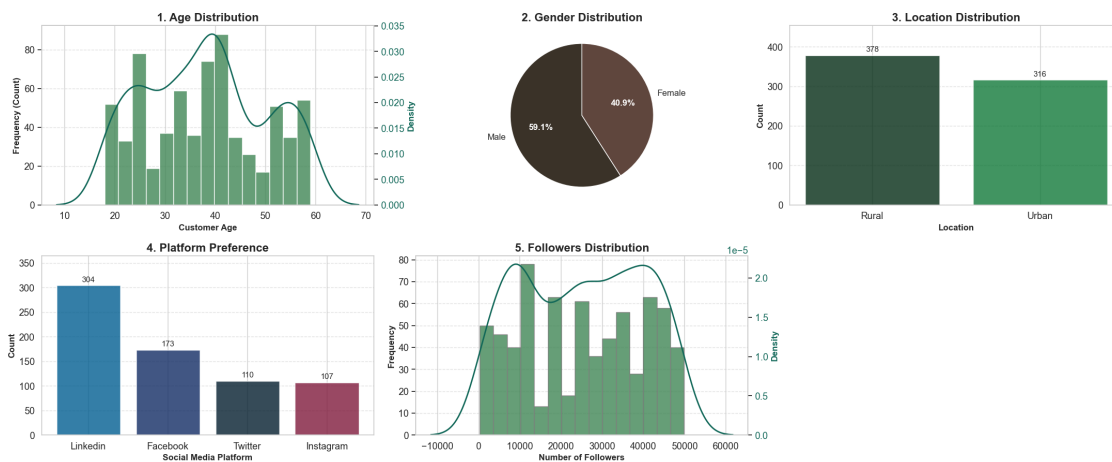 1. Age Distribution
Frequency (Count)
80
60
40
20
0
10 20 30 40 50 60 70
Customer Age
0.035
0.030
0.025
0.020
0.015
0.010
0.005
0.000
Density
2. Gender Distribution
Male
59.1%
40.9%
Female
3. Location Distribution
Count
400
300
200
100
0
378
316
Rural Urban
Location
4. Platform Preference
Count
350
300
250
200
150
100
50
0
304
173
110
107
Linkedin Facebook Twitter Instagram
Social Media Platform
5. Followers Distribution
Frequency
80
70
60
50
40
30
20
10
0
−10000 0 10000 20000 30000 40000 50000 60000
Number of Followers
1e−5
2.0
1.5
1.0
0.5
0.0
Density